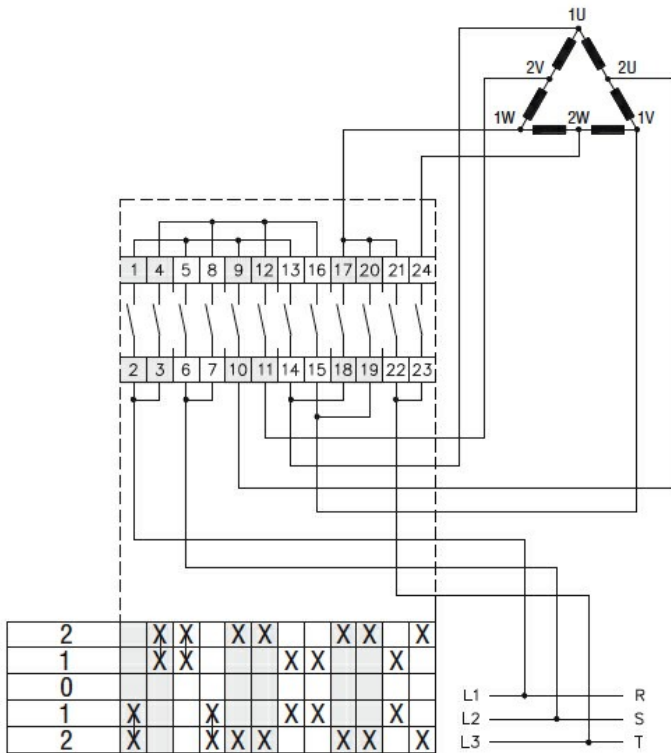 1U
2V 2U
1W 2W 1V
1 4 5 8 9 12 13 16 17 20 21 24
2 3 6 7 10 11 14 15 18 19 22 23
2 X X X X X X X
1 X X X X X
0
1 X X X X X
2 X X X X X X X
L1 R
L2 S
L3 T